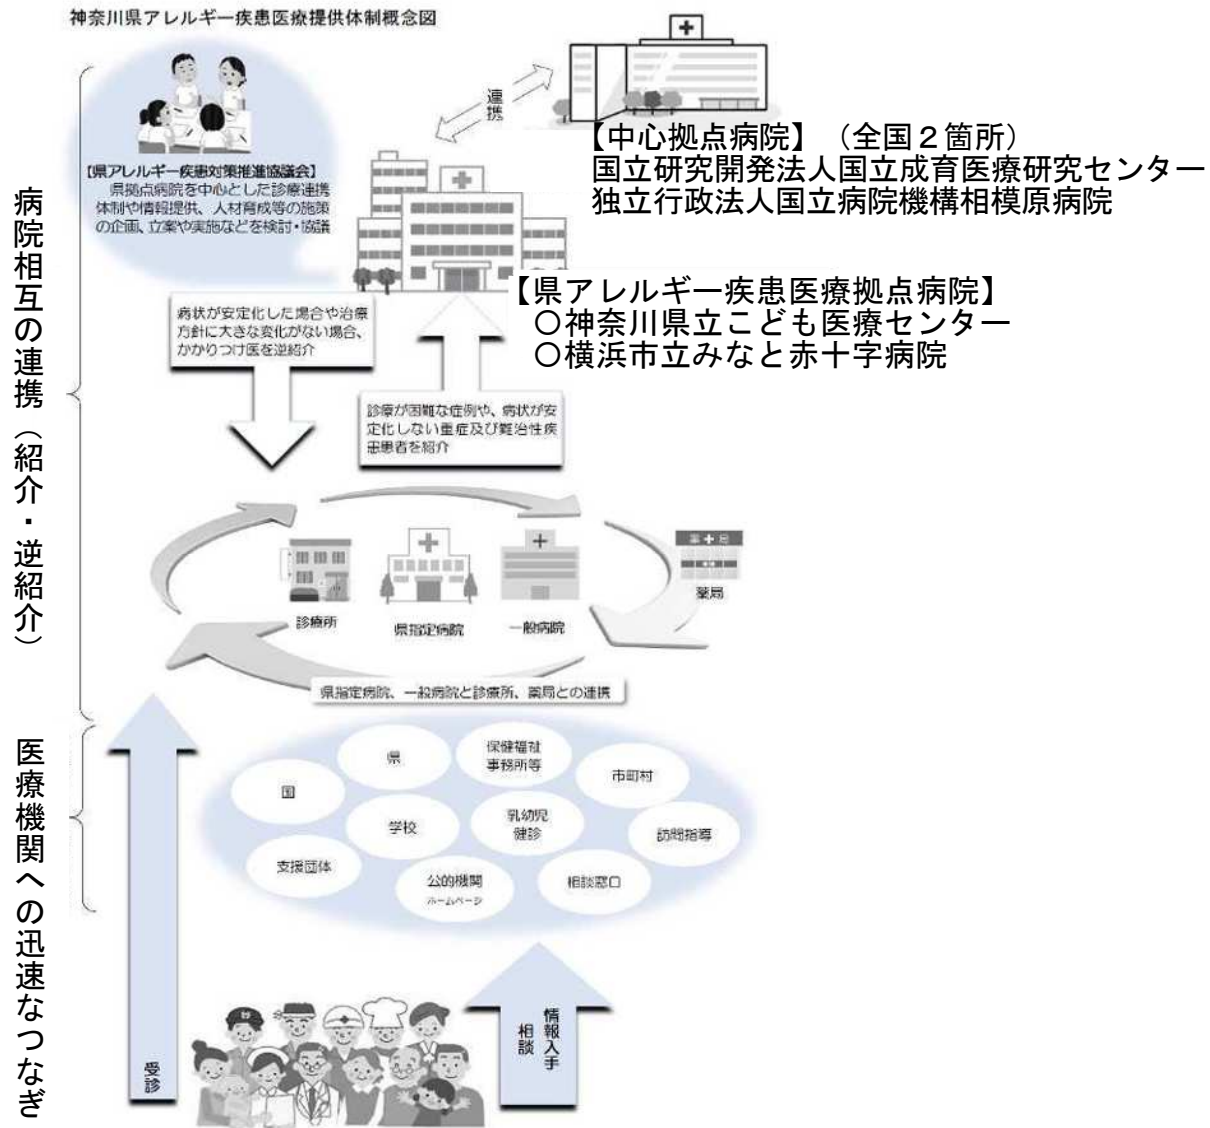 神奈川県アレルギー疾患医療提供体制概念図
連携
【中心拠点病院】（全国２箇所）
国立研究開発法人国立成育医療研究センター
独立行政法人国立病院機構相模原病院
【県アレルギー疾患対策推進協議会】
県拠点病院を中心とした診療連携
体制や情報提供、人材育成等の施策
の企画、立案や実施などを検討・協議
【県アレルギー疾患医療拠点病院】
〇神奈川県立こども医療センター
〇横浜市立みなと赤十字病院
病院相互の連携（紹介・逆紹介）
病状が安定化した場合や治療
方針に大きな変化がない場合、
かかりつけ医を逆紹介
診療が困難な症例や、病状が安
定化しない重症及び難治性疾
患患者を紹介
薬局
診療所
県指定病院
一般病院
薬局
県指定病院、一般病院と診療所、薬局との連携
医療機関への迅速なつなぎ
県
保健福祉
事務所等
市町村
国
学校
乳幼児
健診
訪問指導
支援団体
公的機関
ホームページ
相談窓口
受診
情報入手
相談